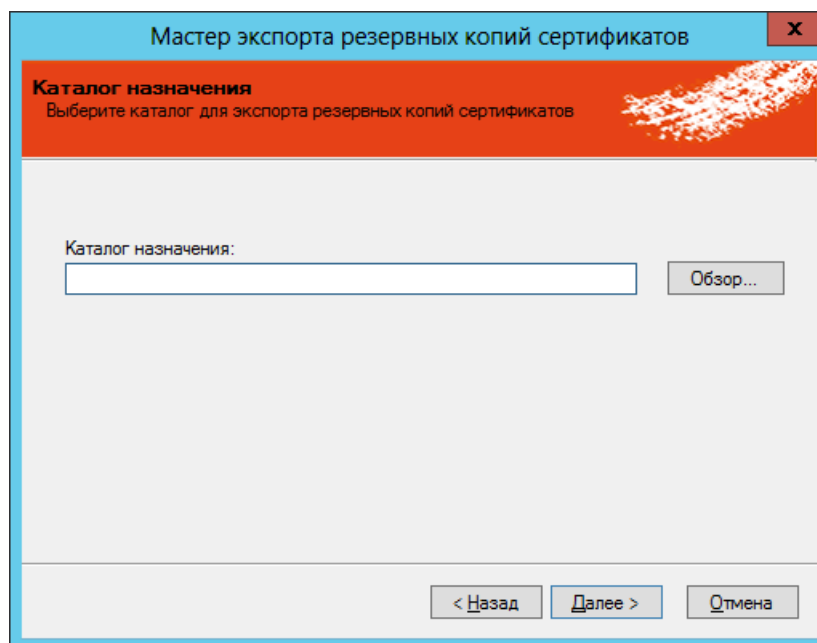 Мастер экспорта резервных копий сертификатов
x
Каталог назначения
Выберите каталог для экспорта резервных копий сертификатов
Каталог назначения:
Обзор...
< Назад Далее > Отмена